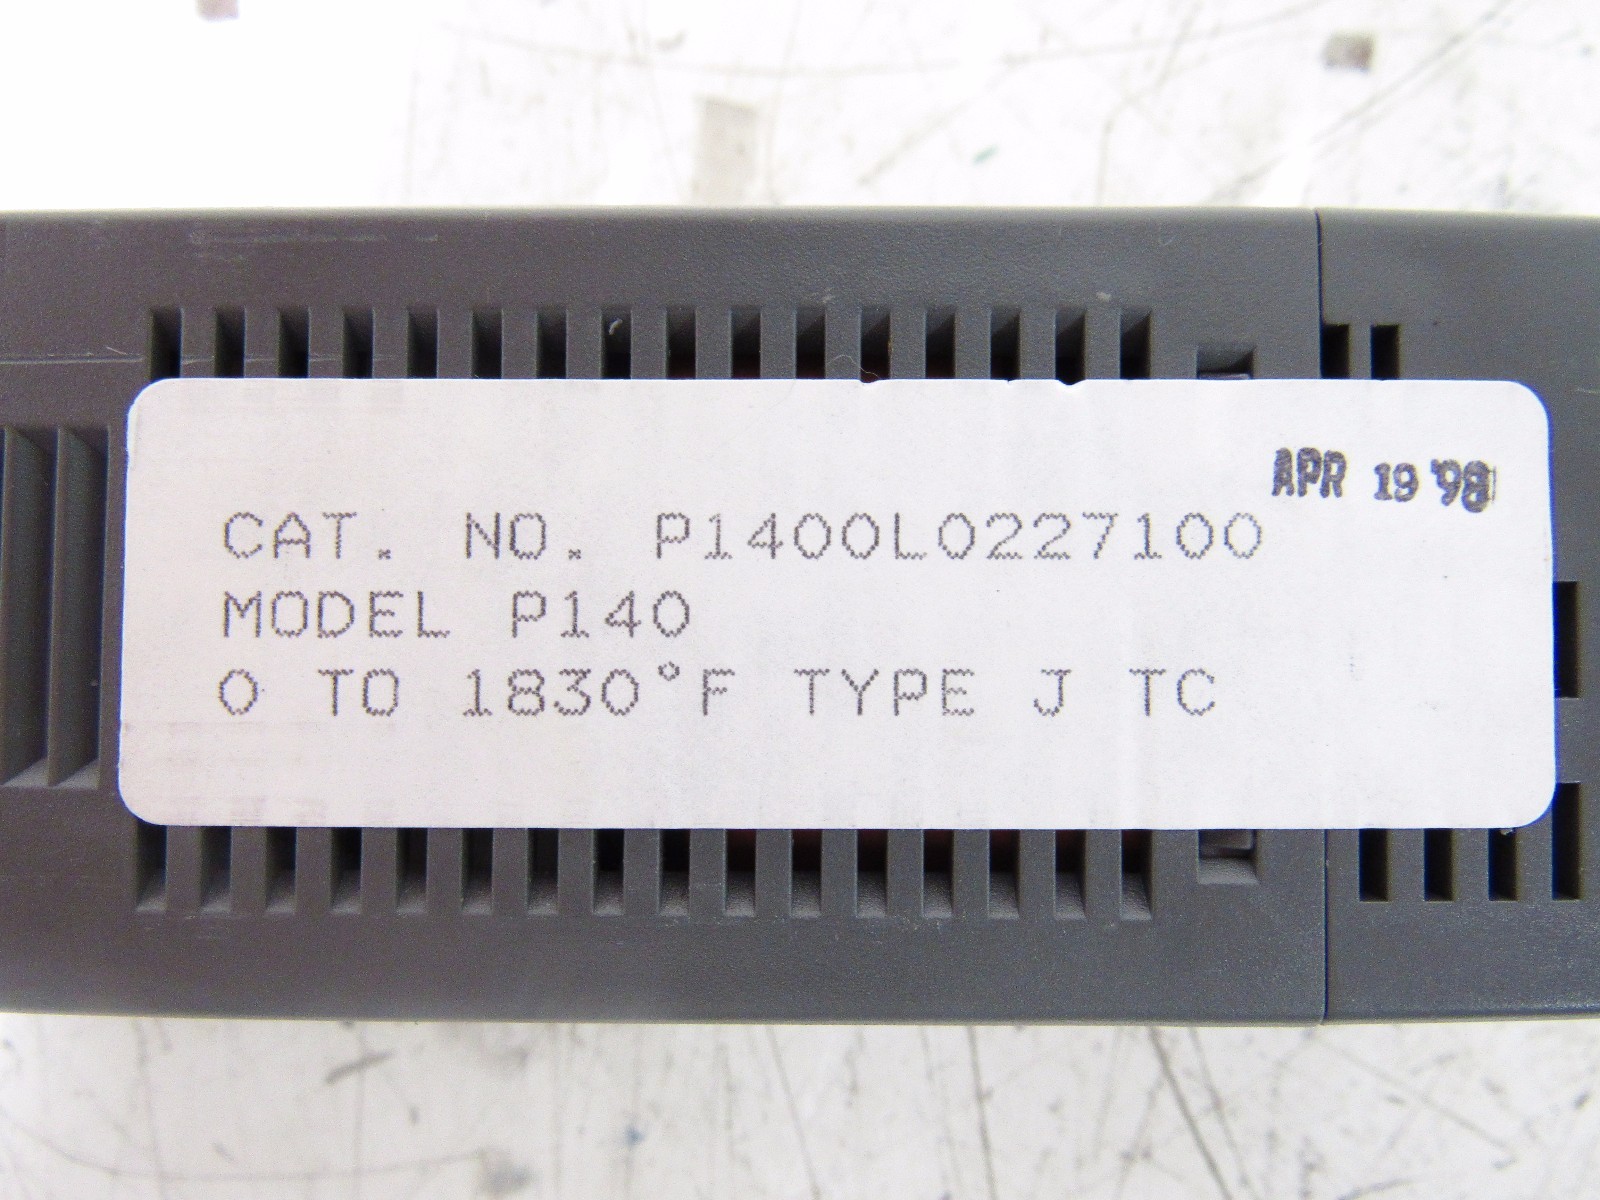 APR 19 '98
CAT. NO. P1400L0227100
MODEL P140
0 TO 1830°F TYPE J TC